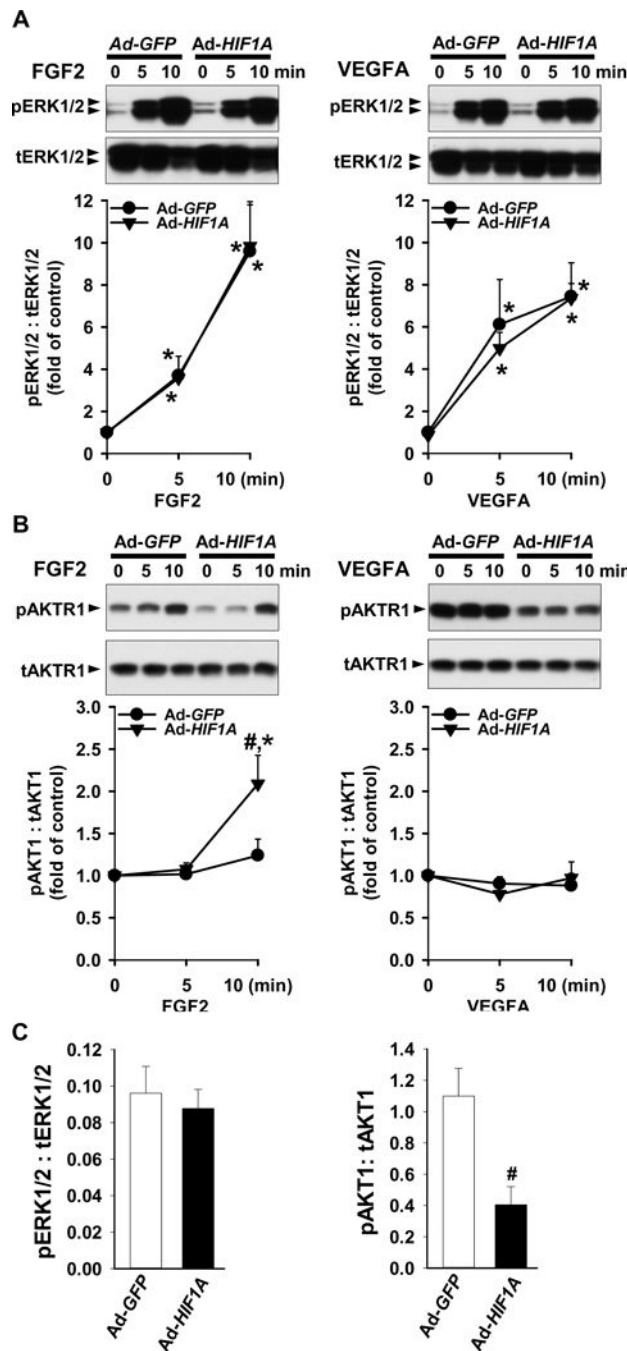 A
Ad-GFP Ad-HIF1A
FGF2 0 5 10 0 5 10 min
pERK1/2
tERK1/2
Ad-GFP
Ad-HIF1A
pERK1/2 : tERK1/2
(fold of control)
12
10
8
6
4
2
0
* * * *
0 5 10 (min)
FGF2
Ad-GFP Ad-HIF1A
VEGFA 0 5 10 0 5 10 min
pERK1/2
tERK1/2
Ad-GFP
Ad-HIF1A
pERK1/2 : tERK1/2
(fold of control)
12
10
8
6
4
2
0
* * * *
0 5 10 (min)
VEGFA
B
Ad-GFP Ad-HIF1A
FGF2 0 5 10 0 5 10 min
pAKTR1
tAKTR1
Ad-GFP
Ad-HIF1A
pAKT1 : tAKT1
(fold of control)
3.0
2.5
2.0
1.5
1.0
0.5
0.0
#,*
0 5 10 (min)
FGF2
Ad-GFP Ad-HIF1A
VEGFA 0 5 10 0 5 10 min
pAKTR1
tAKTR1
Ad-GFP
Ad-HIF1A
pAKT1 : tAKT1
(fold of control)
3.0
2.5
2.0
1.5
1.0
0.5
0.0
0 5 10 (min)
VEGFA
C
pERK1/2 : tERK1/2
0.12
0.10
0.08
0.06
0.04
0.02
0.00
Ad-GFP
Ad-HIF1A
pAKT1: tAKT1
1.4
1.2
1.0
0.8
0.6
0.4
0.2
0.0
#
Ad-GFP
Ad-HIF1A